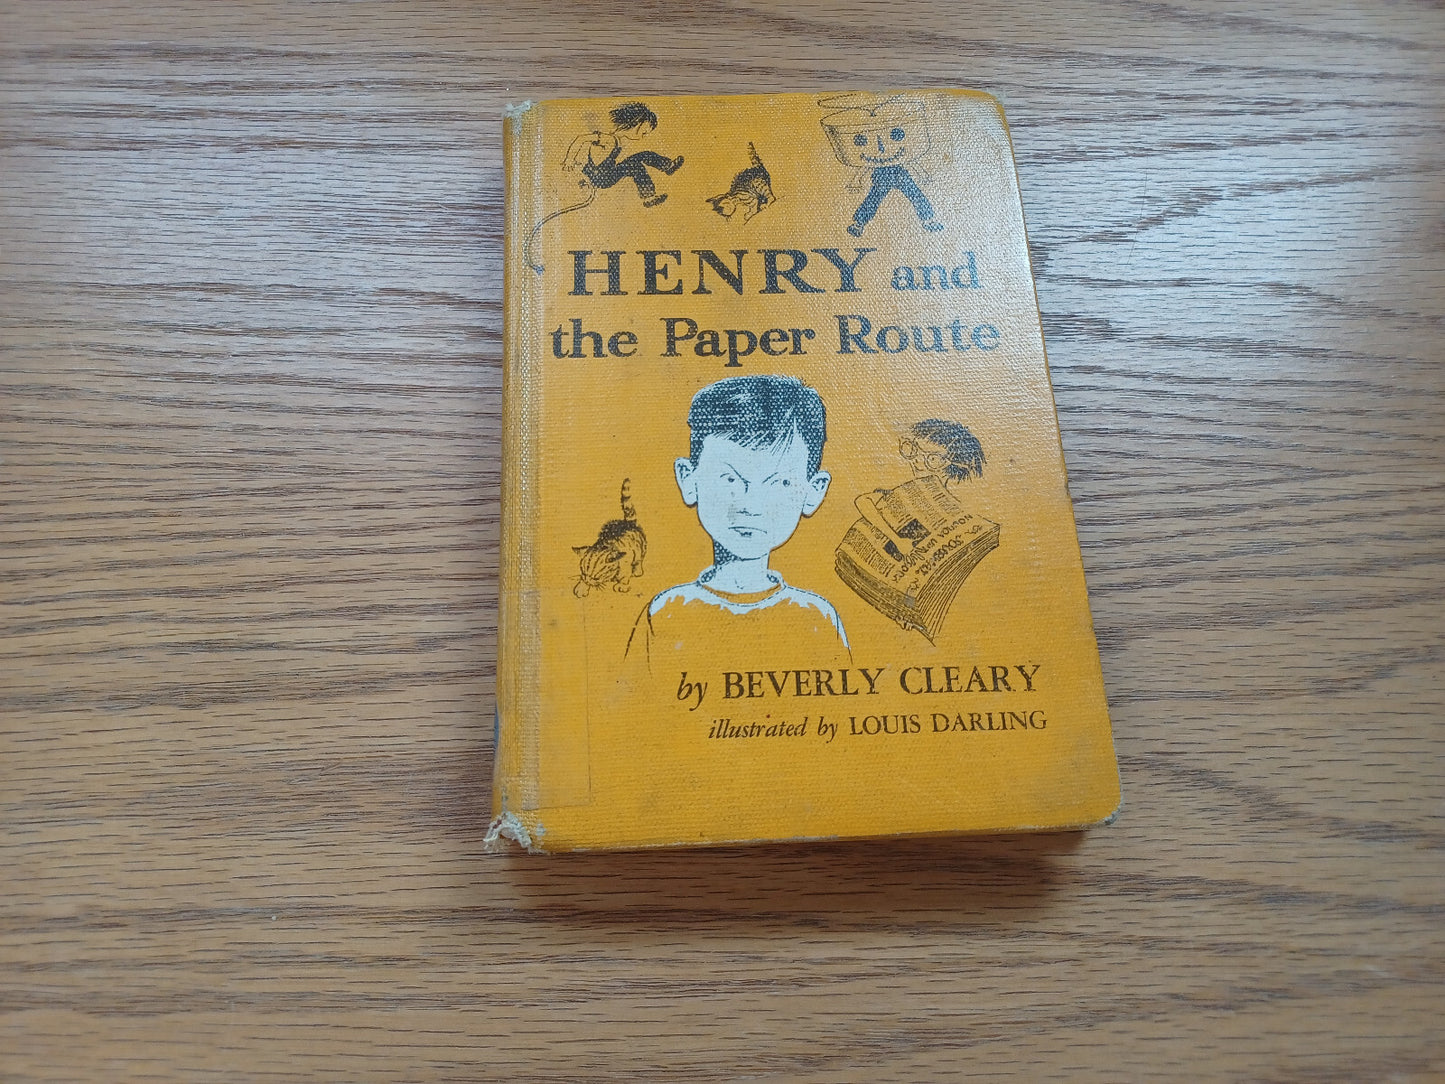 HENRY and
the Paper Route
by BEVERLY CLEARY
illustrated by LOUIS DARLING